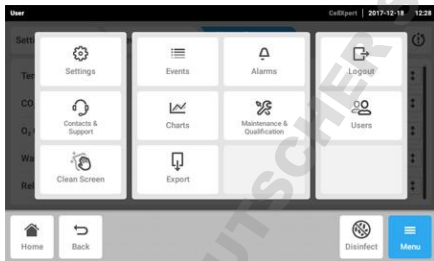 User
CellXpert 2017-12-18 12:28
Settings
Events
Alarms
Logout
Contacts &
Support
Charts
Maintenance &
Qualification
Users
Clean Screen
Export
Home
Back
Disinfect
Menu